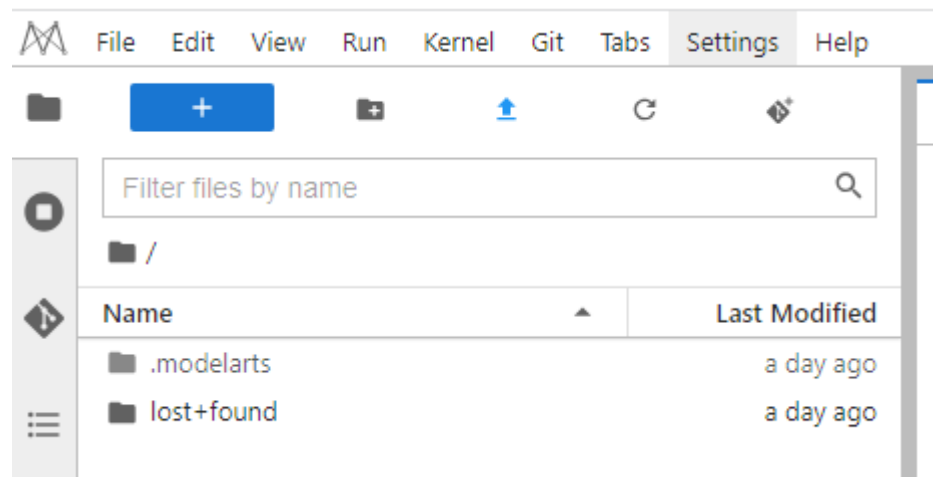 File Edit View Run Kernel Git Tabs Settings Help
+
Filter files by name
/
Name Last Modified
.modelarts a day ago
lost+found a day ago